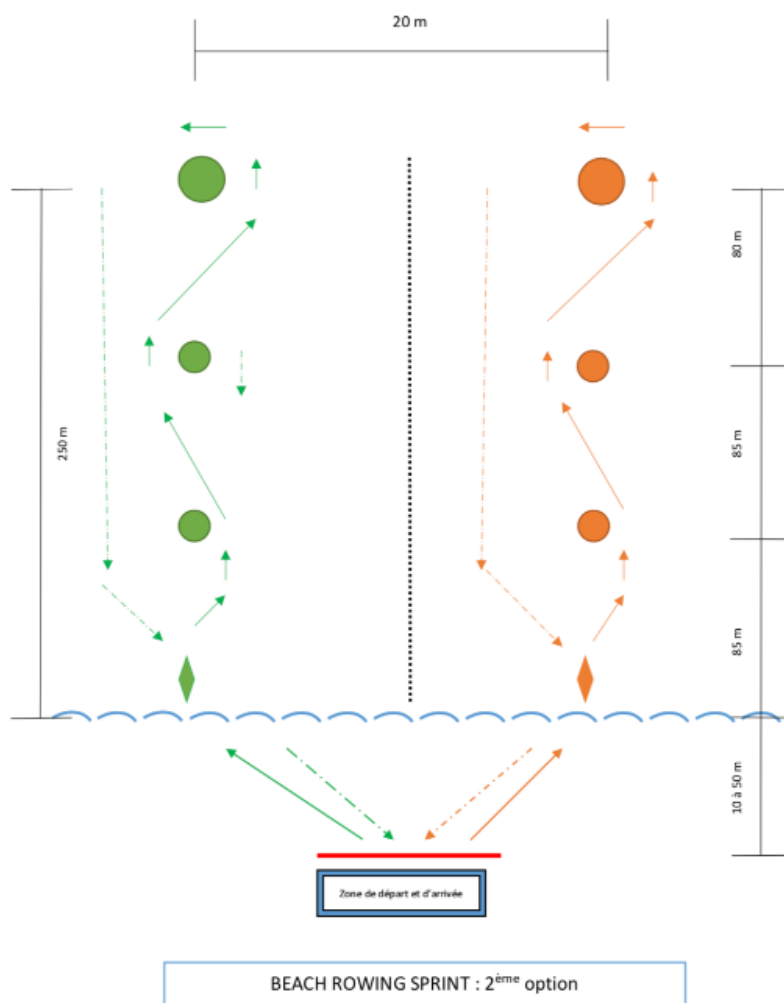 20 m
80 m
250 m
85 m
85 m
10 à 50 m
Zone de départ et d'arrivée
BEACH ROWING SPRINT : 2ème option